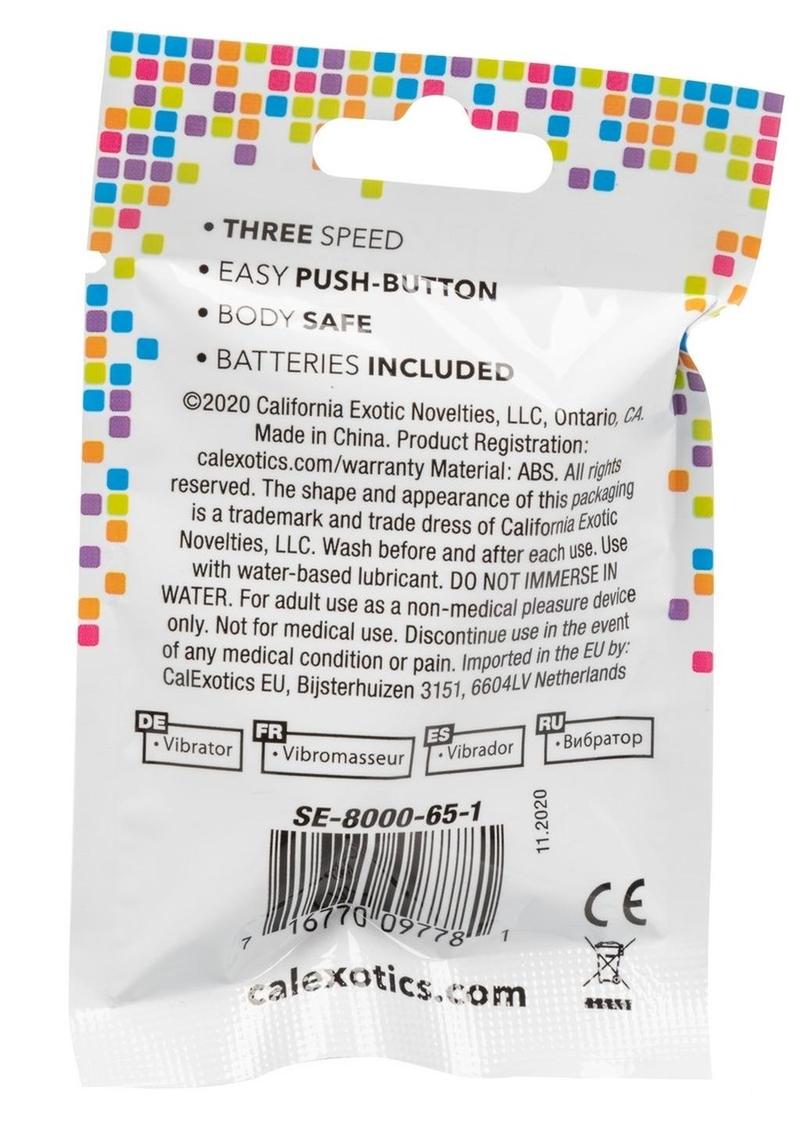 • THREE SPEED
• EASY PUSH-BUTTON
• BODY SAFE
• BATTERIES INCLUDED
©2020 California Exotic Novelties, LLC, Ontario, CA.
Made in China. Product Registration:
calexotics.com/warranty Material: ABS. All rights
reserved. The shape and appearance of this packaging
is a trademark and trade dress of California Exotic
Novelties, LLC. Wash before and after each use. Use
with water-based lubricant. DO NOT IMMERSE IN
WATER. For adult use as a non-medical pleasure device
only. Not for medical use. Discontinue use in the event
of any medical condition or pain. Imported in the EU by:
CalExotics EU, Bijsterhuizen 3151, 6604LV Netherlands
DE
• Vibrator
FR
• Vibromasseur
ES
• Vibrador
RU
• Вибратор
SE-8000-65-1
11.2020
7 16770 09778 1
CE
calexotics.com